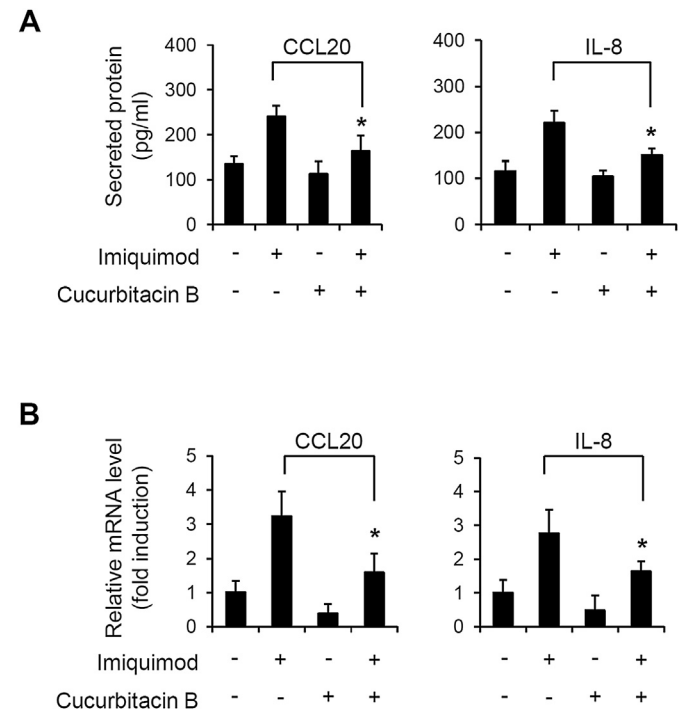 A
CCL20
IL-8
Secreted protein
(pg/ml)
400
300
200
100
0
400
300
200
100
0
*
*
Imiquimod - + - + - + - +
Cucurbitacin B - - + + - - + +
B
CCL20
IL-8
Relative mRNA level
(fold induction)
5
4
3
2
1
0
5
4
3
2
1
0
*
*
Imiquimod - + - + - + - +
Cucurbitacin B - - + + - - + +